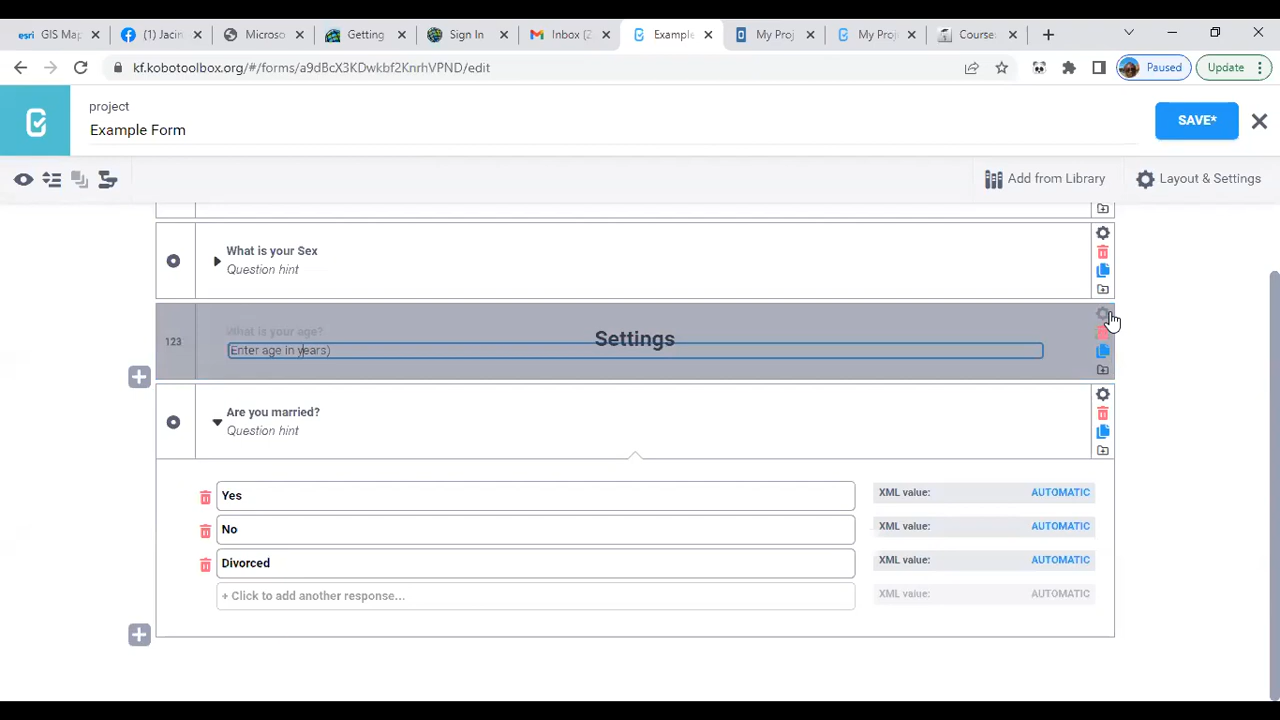 esri GIS Map
(1) Jacin
Microso
Getting
Sign In
Inbox (2
Example
My Proj
My Proj
Course
kf.kobotoolbox.org/#/forms/a9dBcX3KDwkbf2KnrhVPND/edit
Paused
Update
project
Example Form
SAVE*
Add from Library
Layout & Settings
What is your Sex
Question hint
123
What is your age?
Settings
(Enter age in years)
Are you married?
Question hint
Yes
XML value: AUTOMATIC
No
XML value: AUTOMATIC
Divorced
XML value: AUTOMATIC
+ Click to add another response...
XML value: AUTOMATIC